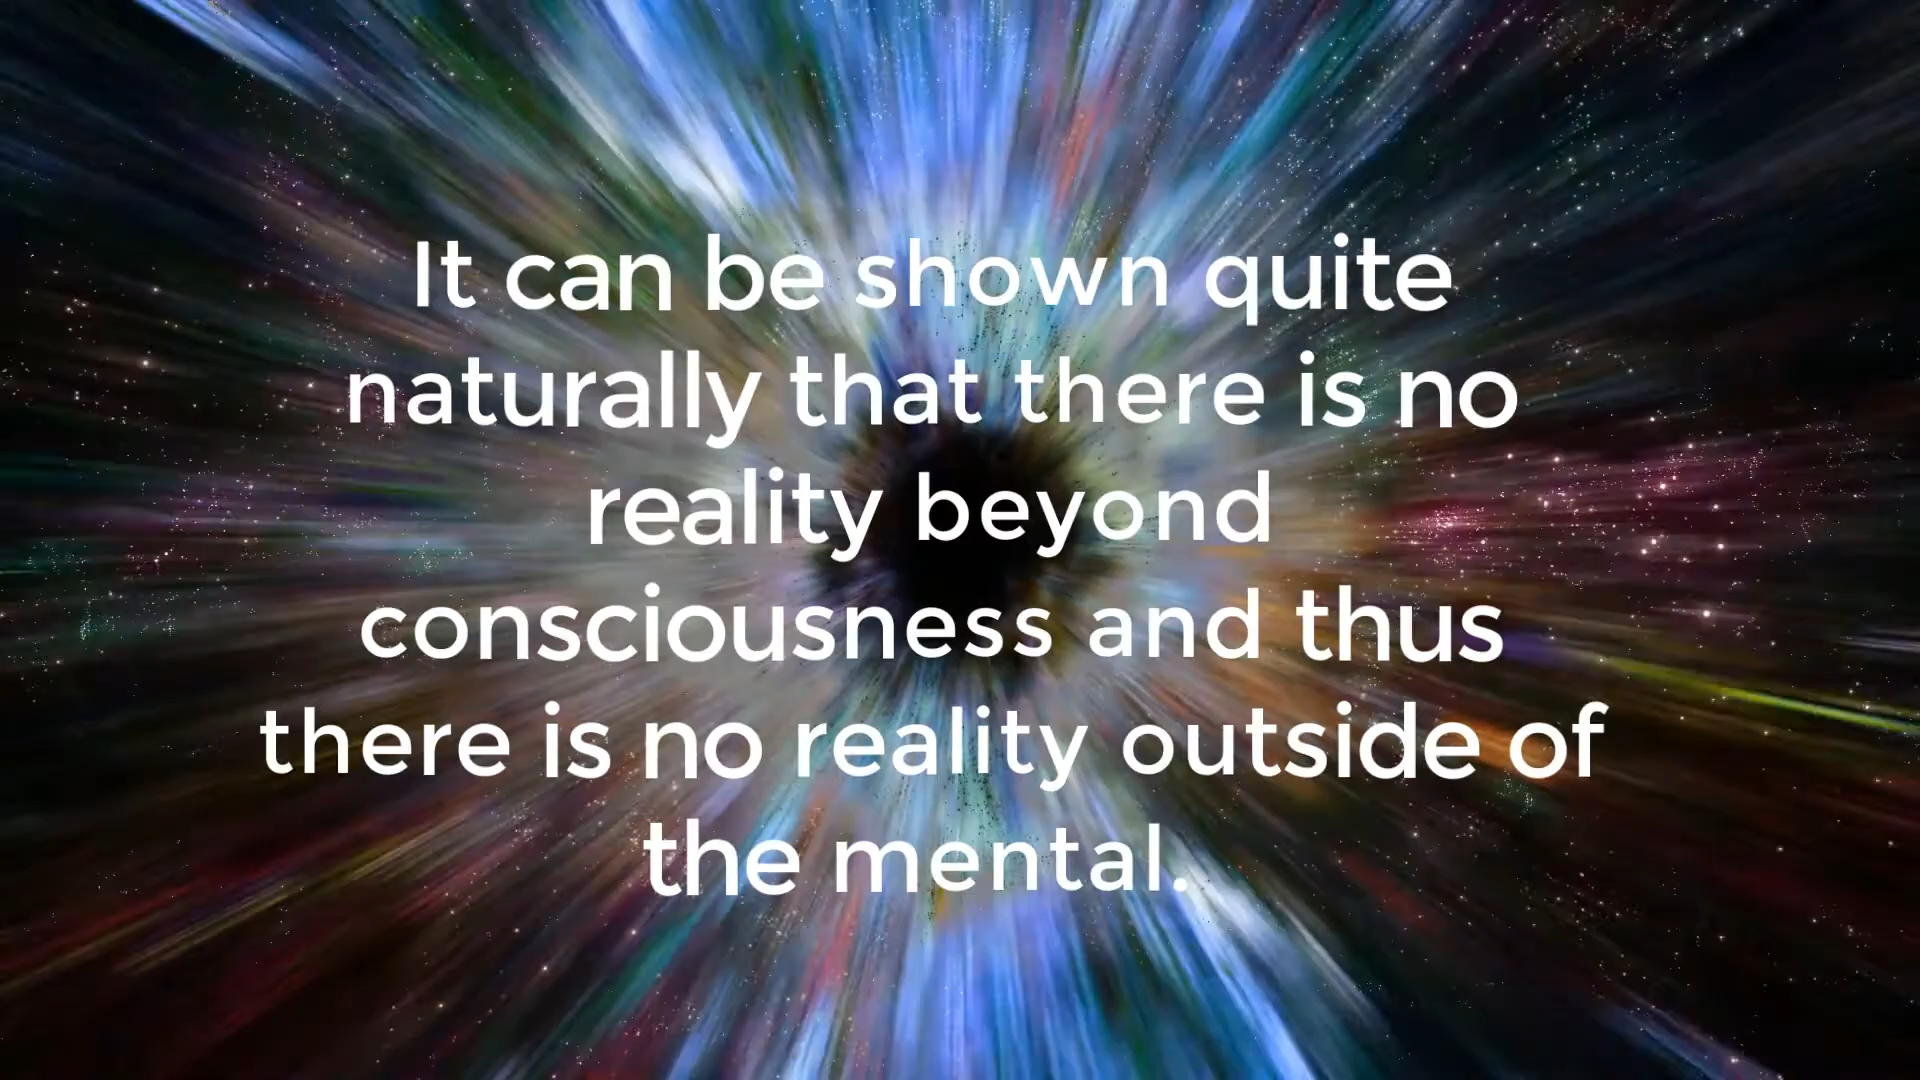 It can be shown quite
naturally that there is no
reality beyond
consciousness and thus
there is no reality outside of
the mental.